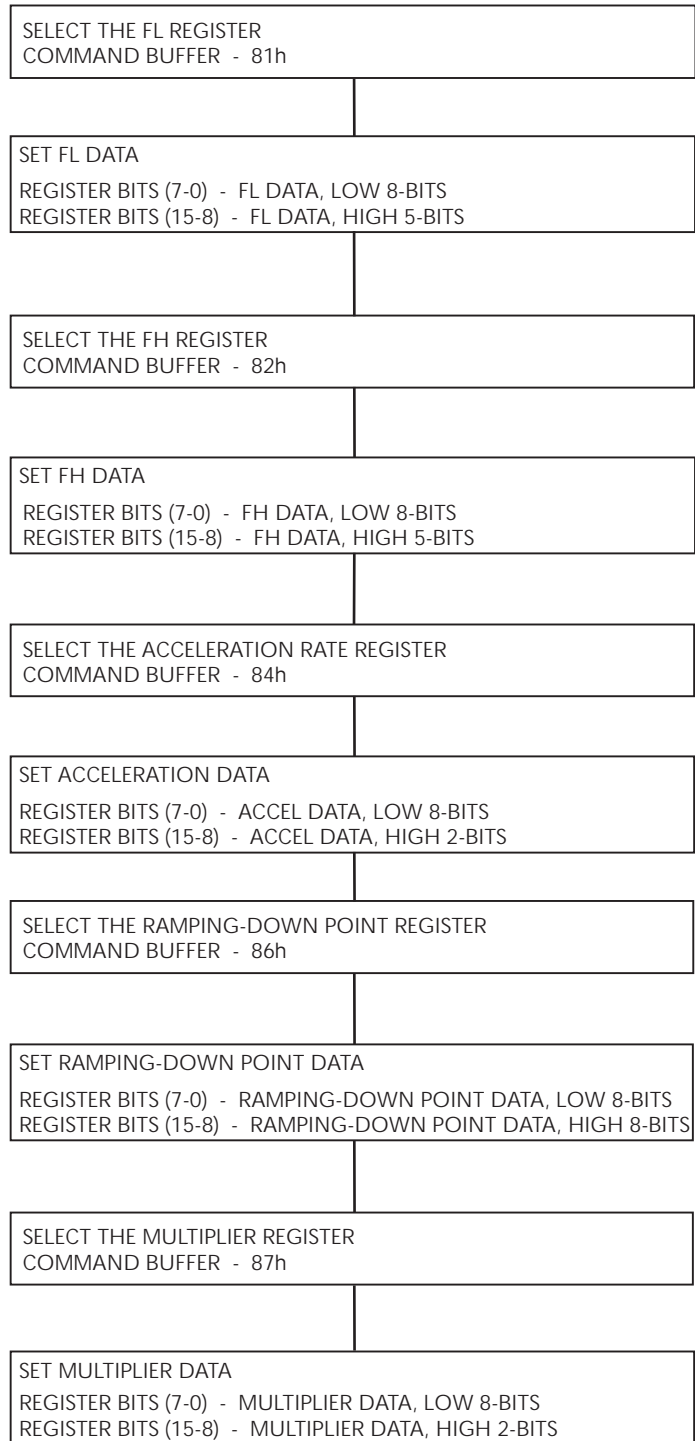 SELECT THE FL REGISTER
COMMAND BUFFER - 81h
SET FL DATA
REGISTER BITS (7-0) - FL DATA, LOW 8-BITS
REGISTER BITS (15-8) - FL DATA, HIGH 5-BITS
SELECT THE FH REGISTER
COMMAND BUFFER - 82h
SET FH DATA
REGISTER BITS (7-0) - FH DATA, LOW 8-BITS
REGISTER BITS (15-8) - FH DATA, HIGH 5-BITS
SELECT THE ACCELERATION RATE REGISTER
COMMAND BUFFER - 84h
SET ACCELERATION DATA
REGISTER BITS (7-0) - ACCEL DATA, LOW 8-BITS
REGISTER BITS (15-8) - ACCEL DATA, HIGH 2-BITS
SELECT THE RAMPING-DOWN POINT REGISTER
COMMAND BUFFER - 86h
SET RAMPING-DOWN POINT DATA
REGISTER BITS (7-0) - RAMPING-DOWN POINT DATA, LOW 8-BITS
REGISTER BITS (15-8) - RAMPING-DOWN POINT DATA, HIGH 8-BITS
SELECT THE MULTIPLIER REGISTER
COMMAND BUFFER - 87h
SET MULTIPLIER DATA
REGISTER BITS (7-0) - MULTIPLIER DATA, LOW 8-BITS
REGISTER BITS (15-8) - MULTIPLIER DATA, HIGH 2-BITS